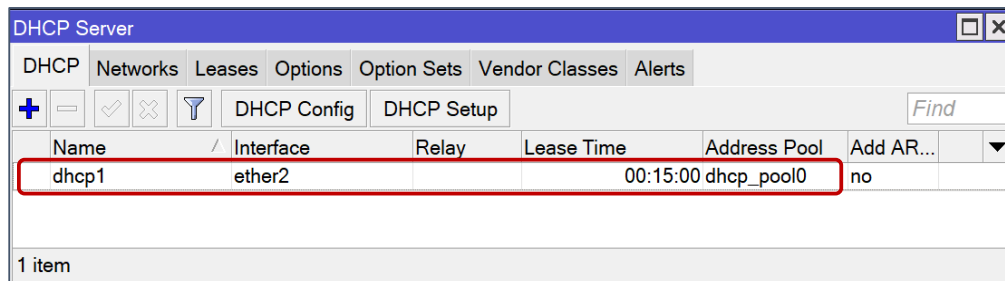 DHCP Server
DHCP Networks Leases Options Option Sets Vendor Classes Alerts
DHCP Config DHCP Setup Find
Name Interface Relay Lease Time Address Pool Add AR...
dhcp1 ether2 00:15:00 dhcp_pool0 no
1 item